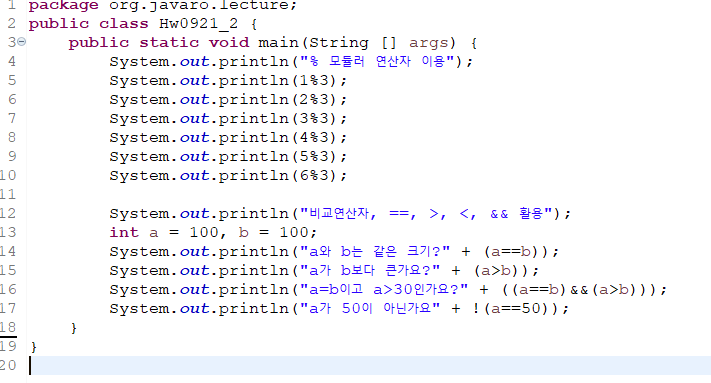 1 package org.javaro.lecture;
2 public class Hw0921_2 {
3 public static void main(String [] args) {
4 System.out.println("% 모듈러 연산자 이용");
5 System.out.println(1%3);
6 System.out.println(2%3);
7 System.out.println(3%3);
8 System.out.println(4%3);
9 System.out.println(5%3);
10 System.out.println(6%3);
11
12 System.out.println("비교연산자, ==, >, <, && 활용");
13 int a = 100, b = 100;
14 System.out.println("a와 b는 같은 크기?" + (a==b));
15 System.out.println("a가 b보다 큰가요?" + (a>b));
16 System.out.println("a=b이고 a>30인가요?" + ((a==b)&&(a>b)));
17 System.out.println("a가 50이 아닌가요" + !(a==50));
18 }
19 }
20